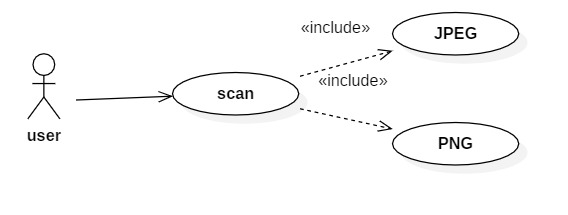 «include»
JPEG
«include»
scan
user
PNG